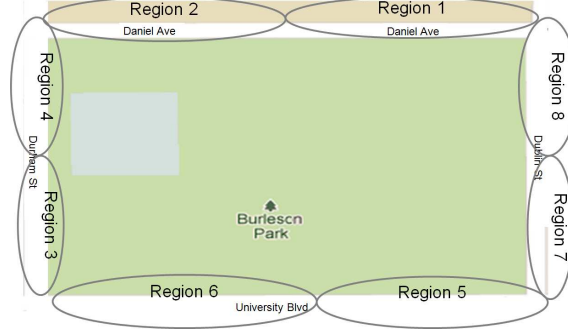 Region 2
Region 1
Daniel Ave
Daniel Ave
Region 4
Region 8
Durham St
Dublin St
Region 3
Region 7
Burlescn
Park
Region 6
Region 5
University Blvd